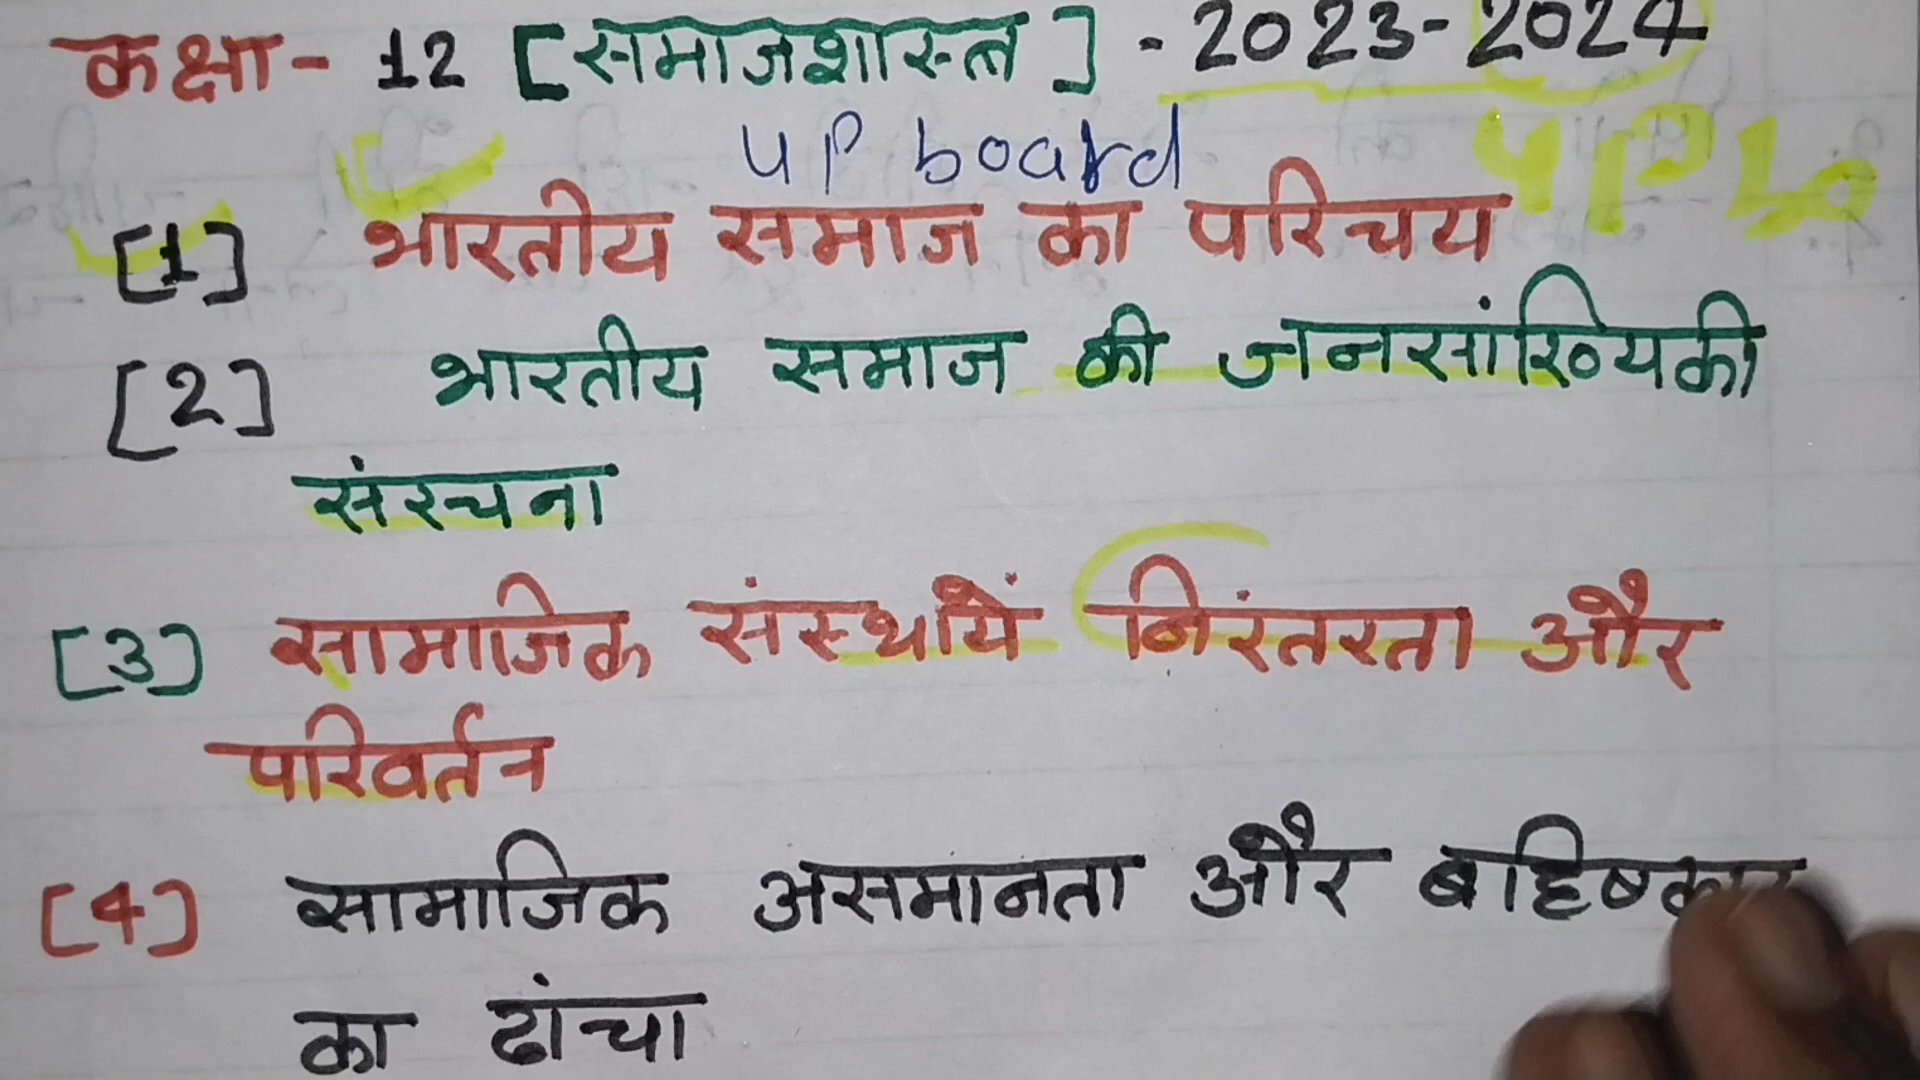 कक्षा - 12 [समाजशास्त्र] - 2023-2024
UP board UPb
[1] भारतीय समाज का परिचय
[2] भारतीय समाज की जनसांख्यिकी
संरचना
[3] सामाजिक संस्थायें निरंतरता और
परिवर्तन
[4] सामाजिक असमानता और बहिष्कार
का ढांचा